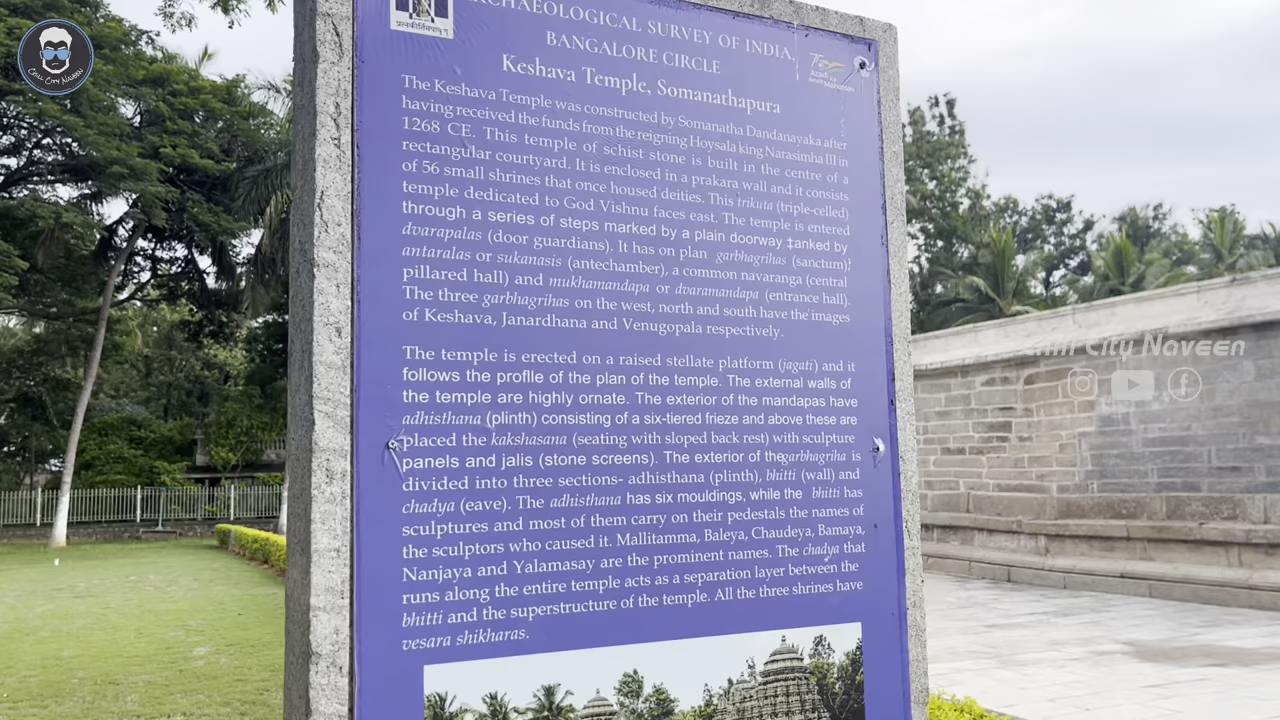 CHILL CITY NAVEEN
प्रत्नकीर्तिमपावृणु
ARCHAEOLOGICAL SURVEY OF INDIA,
BANGALORE CIRCLE
Azadi Ka
Amrit Mahotsav
Keshava Temple, Somanathapura
The Keshava Temple was constructed by Somanatha Dandanayaka after
having received the funds from the reigning Hoysala king Narasimha III in
1268 CE. This temple of schist stone is built in the centre of a
rectangular courtyard. It is enclosed in a prakara wall and it consists
of 56 small shrines that once housed deities. This trikuta (triple-celled)
temple dedicated to God Vishnu faces east. The temple is entered
through a series of steps marked by a plain doorway ‡anked by
dvarapalas (door guardians). It has on plan garbhagrihas (sanctum),
antaralas or sukanasis (antechamber), a common navaranga (central
pillared hall) and mukhamandapa or dvaramandapa (entrance hall).
The three garbhagrihas on the west, north and south have the images
of Keshava, Janardhana and Venugopala respectively.
The temple is erected on a raised stellate platform (jagati) and it
follows the profile of the plan of the temple. The external walls of
the temple are highly ornate. The exterior of the mandapas have
adhisthana (plinth) consisting of a six-tiered frieze and above these are
placed the kakshasana (seating with sloped back rest) with sculpture
panels and jalis (stone screens). The exterior of the garbhagriha is
divided into three sections- adhisthana (plinth), bhitti (wall) and
chadya (eave). The adhisthana has six mouldings, while the bhitti has
sculptures and most of them carry on their pedestals the names of
the sculptors who caused it. Mallitamma, Baleya, Chaudeya, Bamaya,
Nanjaya and Yalamasay are the prominent names. The chadya that
runs along the entire temple acts as a separation layer between the
bhitti and the superstructure of the temple. All the three shrines have
vesara shikharas.
City Naveen